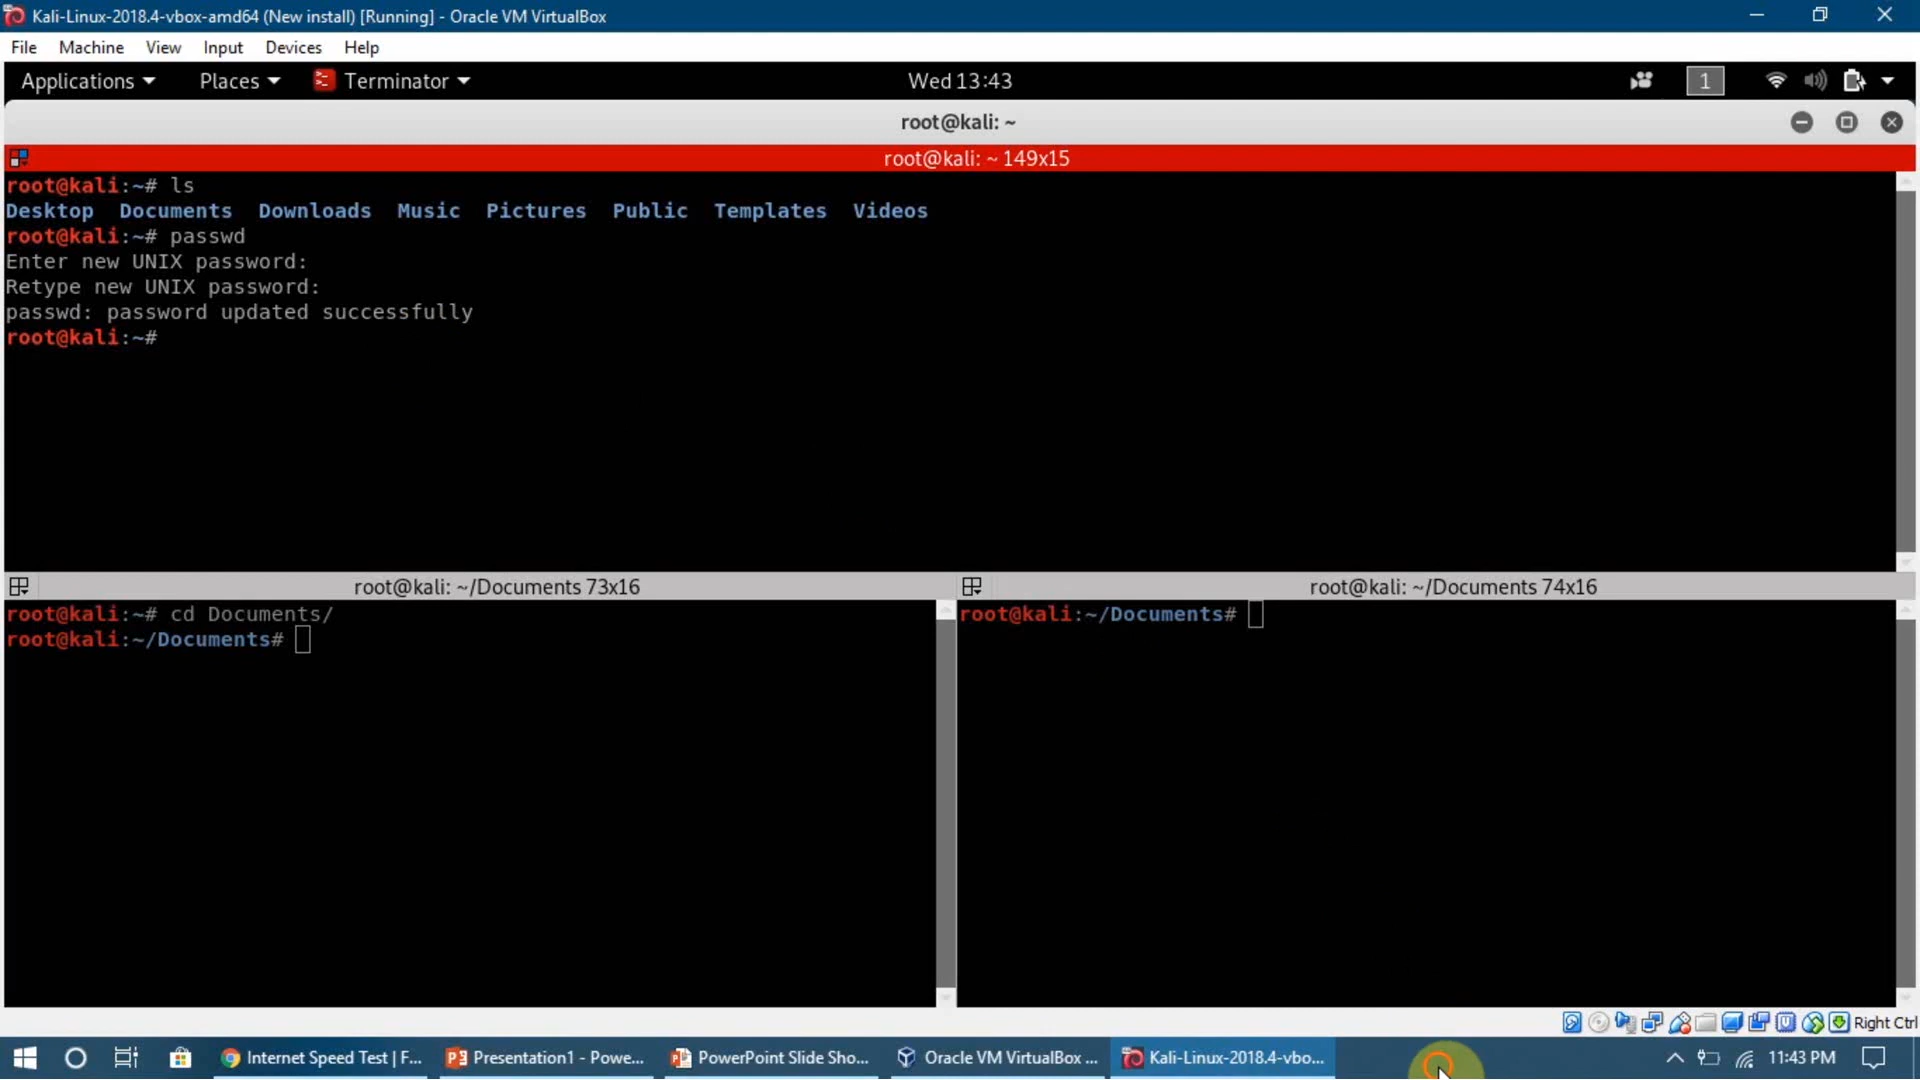 Kali-Linux-2018.4-vbox-amd64 (New install) [Running] - Oracle VM VirtualBox
File Machine View Input Devices Help
Applications Places Terminator Wed 13:43 1
root@kali: ~
root@kali: ~ 149x15
root@kali:~# ls
Desktop Documents Downloads Music Pictures Public Templates Videos
root@kali:~# passwd
Enter new UNIX password:
Retype new UNIX password:
passwd: password updated successfully
root@kali:~#
root@kali: ~/Documents 73x16
root@kali:~# cd Documents/
root@kali:~/Documents#
root@kali: ~/Documents 74x16
root@kali:~/Documents#
Right Ctrl
Internet Speed Test | F... Presentation1 - Powe... PowerPoint Slide Sho... Oracle VM VirtualBox ... Kali-Linux-2018.4-vbo... 11:43 PM